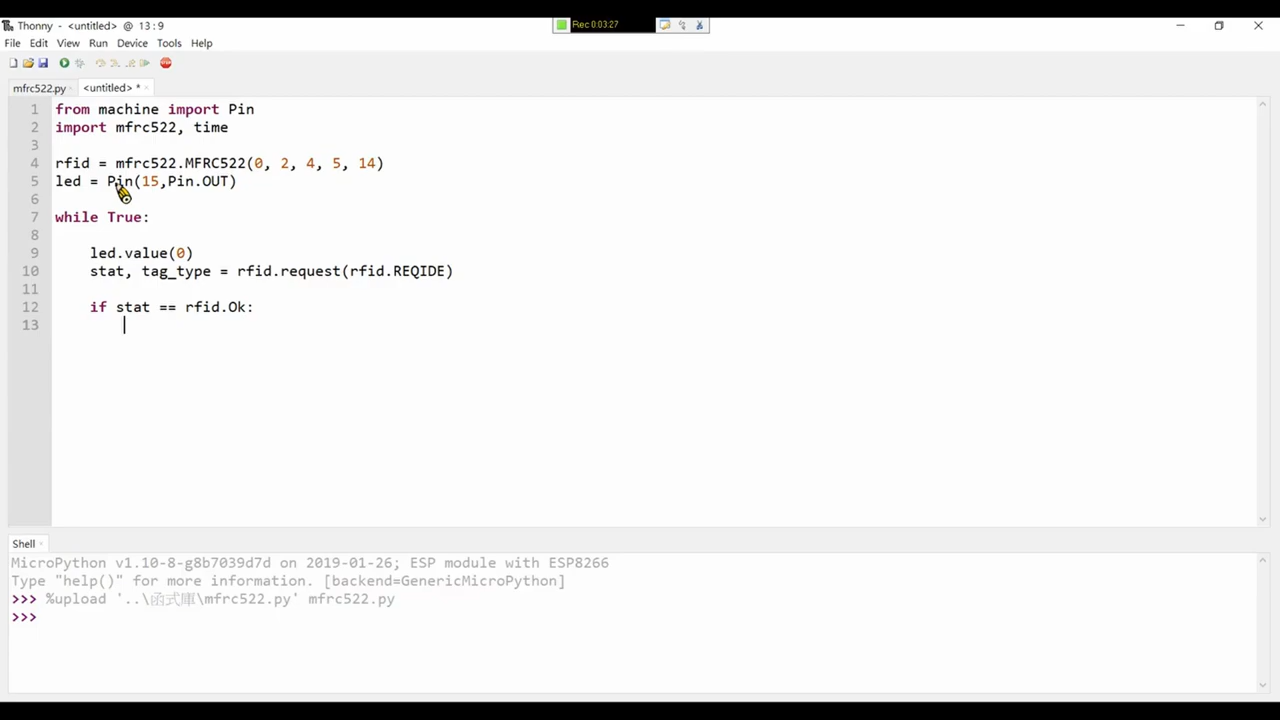 Thonny - <untitled> * @ 13 : 9
Rec 0:03:27
File Edit View Run Device Tools Help
mfrc522.py <untitled> *
1 from machine import Pin
2 import mfrc522, time
3
4 rfid = mfrc522.MFRC522(0, 2, 4, 5, 14)
5 led = Pin(15,Pin.OUT)
6
7 while True:
8
9 led.value(0)
10 stat, tag_type = rfid.request(rfid.REQIDE)
11
12 if stat == rfid.Ok:
13
Shell
MicroPython v1.10-8-g8b7039d7d on 2019-01-26; ESP module with ESP8266
Type "help()" for more information. [backend=GenericMicroPython]
>>> %upload '..\函式庫\mfrc522.py' mfrc522.py
>>>